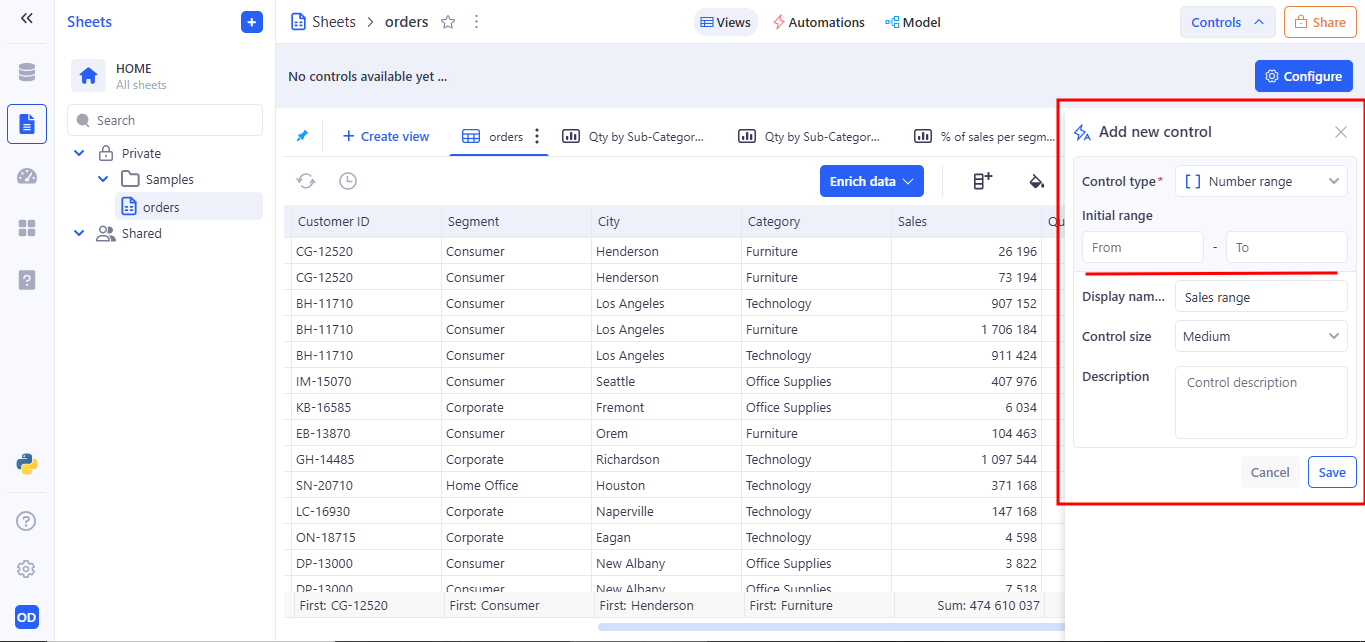 Sheets
Sheets
orders
Views
Automations
Model
Controls
Share
HOME
All sheets
Search
Private
Samples
orders
Shared
OD
No controls available yet ...
Configure
Create view
orders
Qty by Sub-Categor...
Qty by Sub-Categor...
% of sales per segm...
Enrich data
Customer ID Segment City Category Sales Qu
CG-12520 Consumer Henderson Furniture 26 196
CG-12520 Consumer Henderson Furniture 73 194
BH-11710 Consumer Los Angeles Technology 907 152
BH-11710 Consumer Los Angeles Furniture 1 706 184
BH-11710 Consumer Los Angeles Technology 911 424
IM-15070 Consumer Seattle Office Supplies 407 976
KB-16585 Corporate Fremont Office Supplies 6 034
EB-13870 Consumer Orem Furniture 104 463
GH-14485 Corporate Richardson Technology 1 097 544
SN-20710 Home Office Houston Technology 371 168
LC-16930 Corporate Naperville Technology 147 168
ON-18715 Corporate Eagan Technology 4 598
DP-13000 Consumer New Albany Office Supplies 3 822
DP-13000 Consumer New Albany Office Supplies 7 518
First: CG-12520 First: Consumer First: Henderson First: Furniture Sum: 474 610 037
Add new control
Control type* [ ] Number range
Initial range
From - To
Display nam... Sales range
Control size Medium
Description Control description
Cancel Save